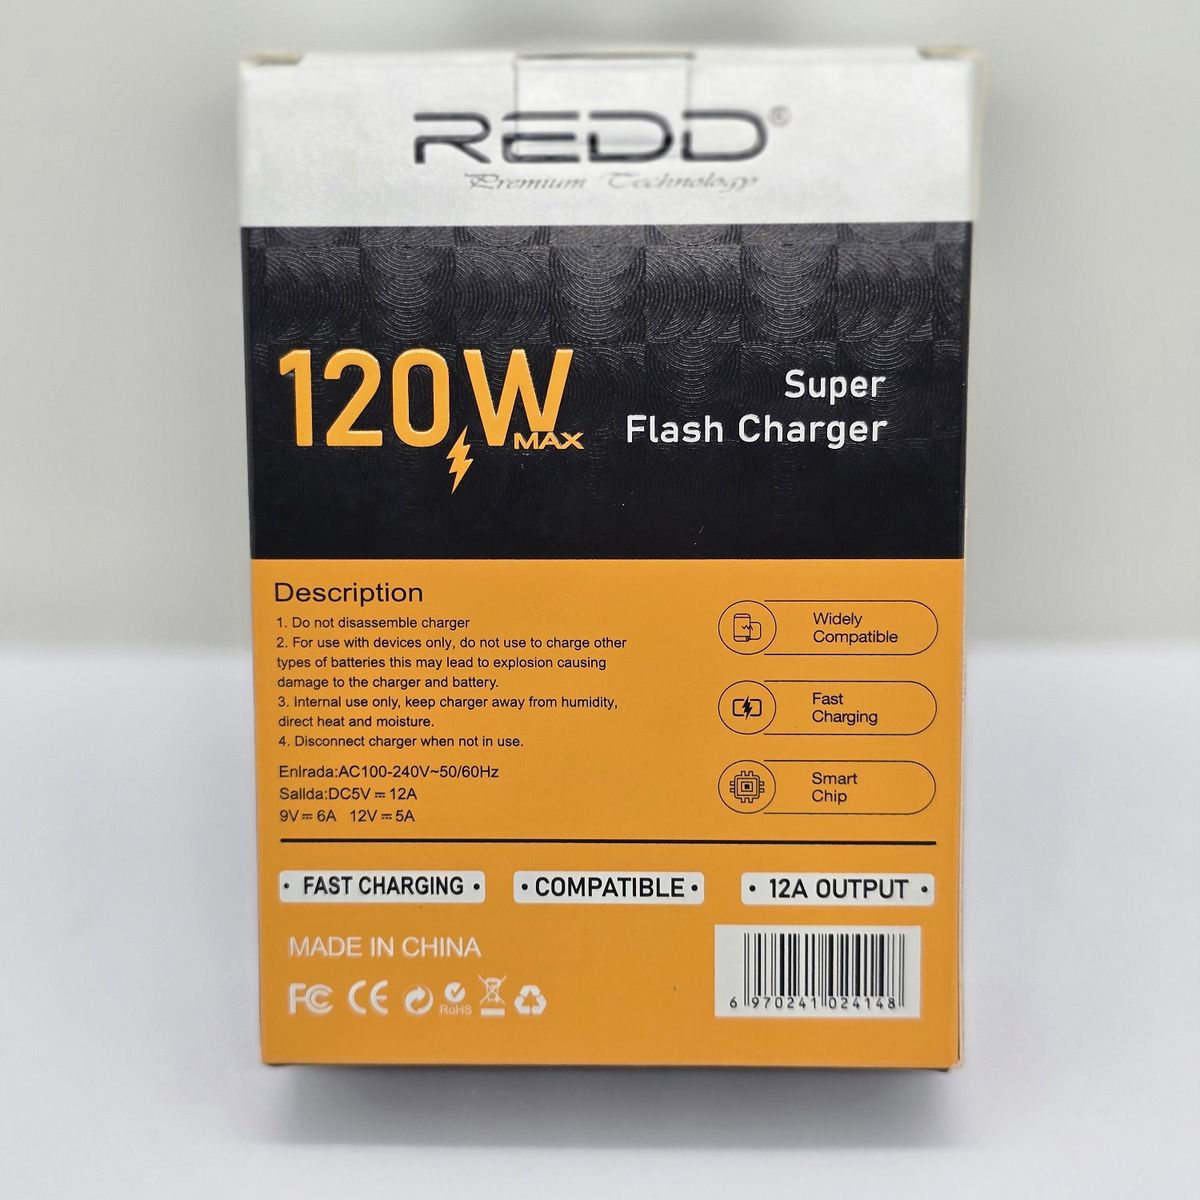 REDD®
Premium Technology
120W MAX
Super
Flash Charger
Description
1. Do not disassemble charger
2. For use with devices only, do not use to charge other
types of batteries this may lead to explosion causing
damage to the charger and battery.
3. Internal use only, keep charger away from humidity,
direct heat and moisture.
4. Disconnect charger when not in use.
Enlrada:AC100-240V~50/60Hz
Sallda:DC5V⎓12A
9V⎓6A 12V⎓5A
Widely
Compatible
Fast
Charging
Smart
Chip
· FAST CHARGING ·
· COMPATIBLE ·
· 12A OUTPUT ·
MADE IN CHINA
FC CE RoHS
6 970241 024148